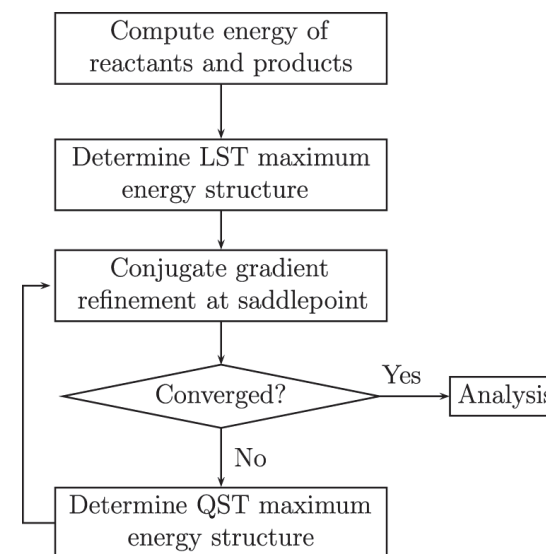 Compute energy of
reactants and products
Determine LST maximum
energy structure
Conjugate gradient
refinement at saddlepoint
Converged?
Yes
Analysis
No
Determine QST maximum
energy structure